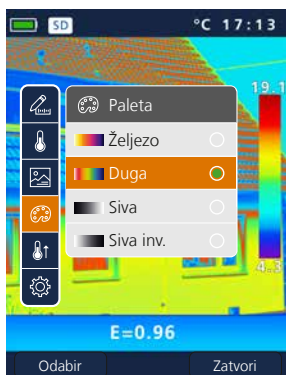 SD °C 17:13
19.1
Paleta
Željezo
Duga
Siva
Siva inv.
4.3
E=0.96
Odabir Zatvori